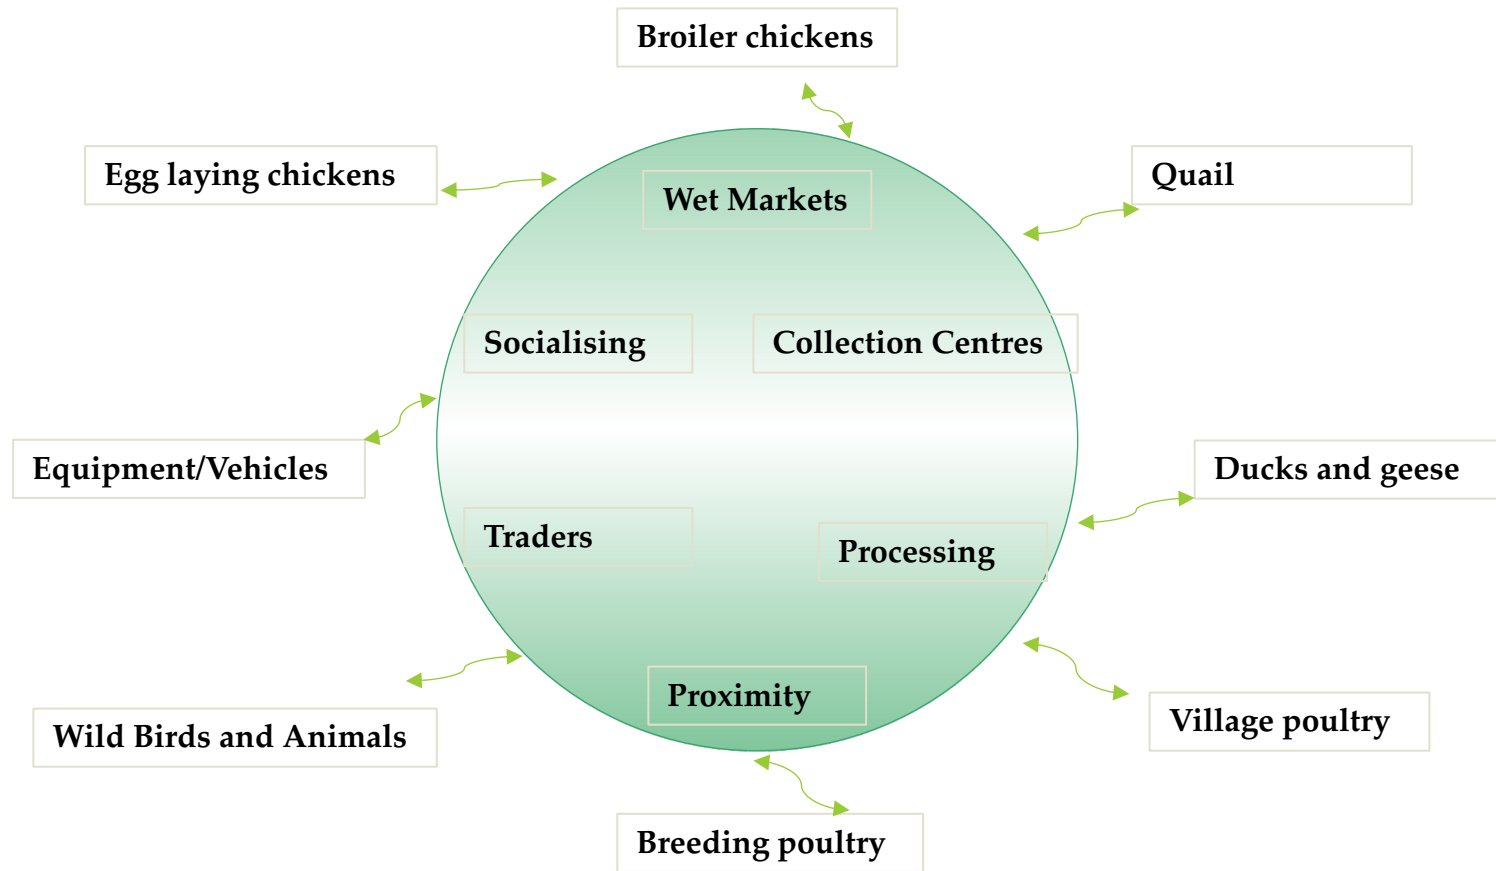 Broiler chickens
Egg laying chickens
Quail
Wet Markets
Socialising
Collection Centres
Equipment/Vehicles
Ducks and geese
Traders
Processing
Proximity
Village poultry
Wild Birds and Animals
Breeding poultry